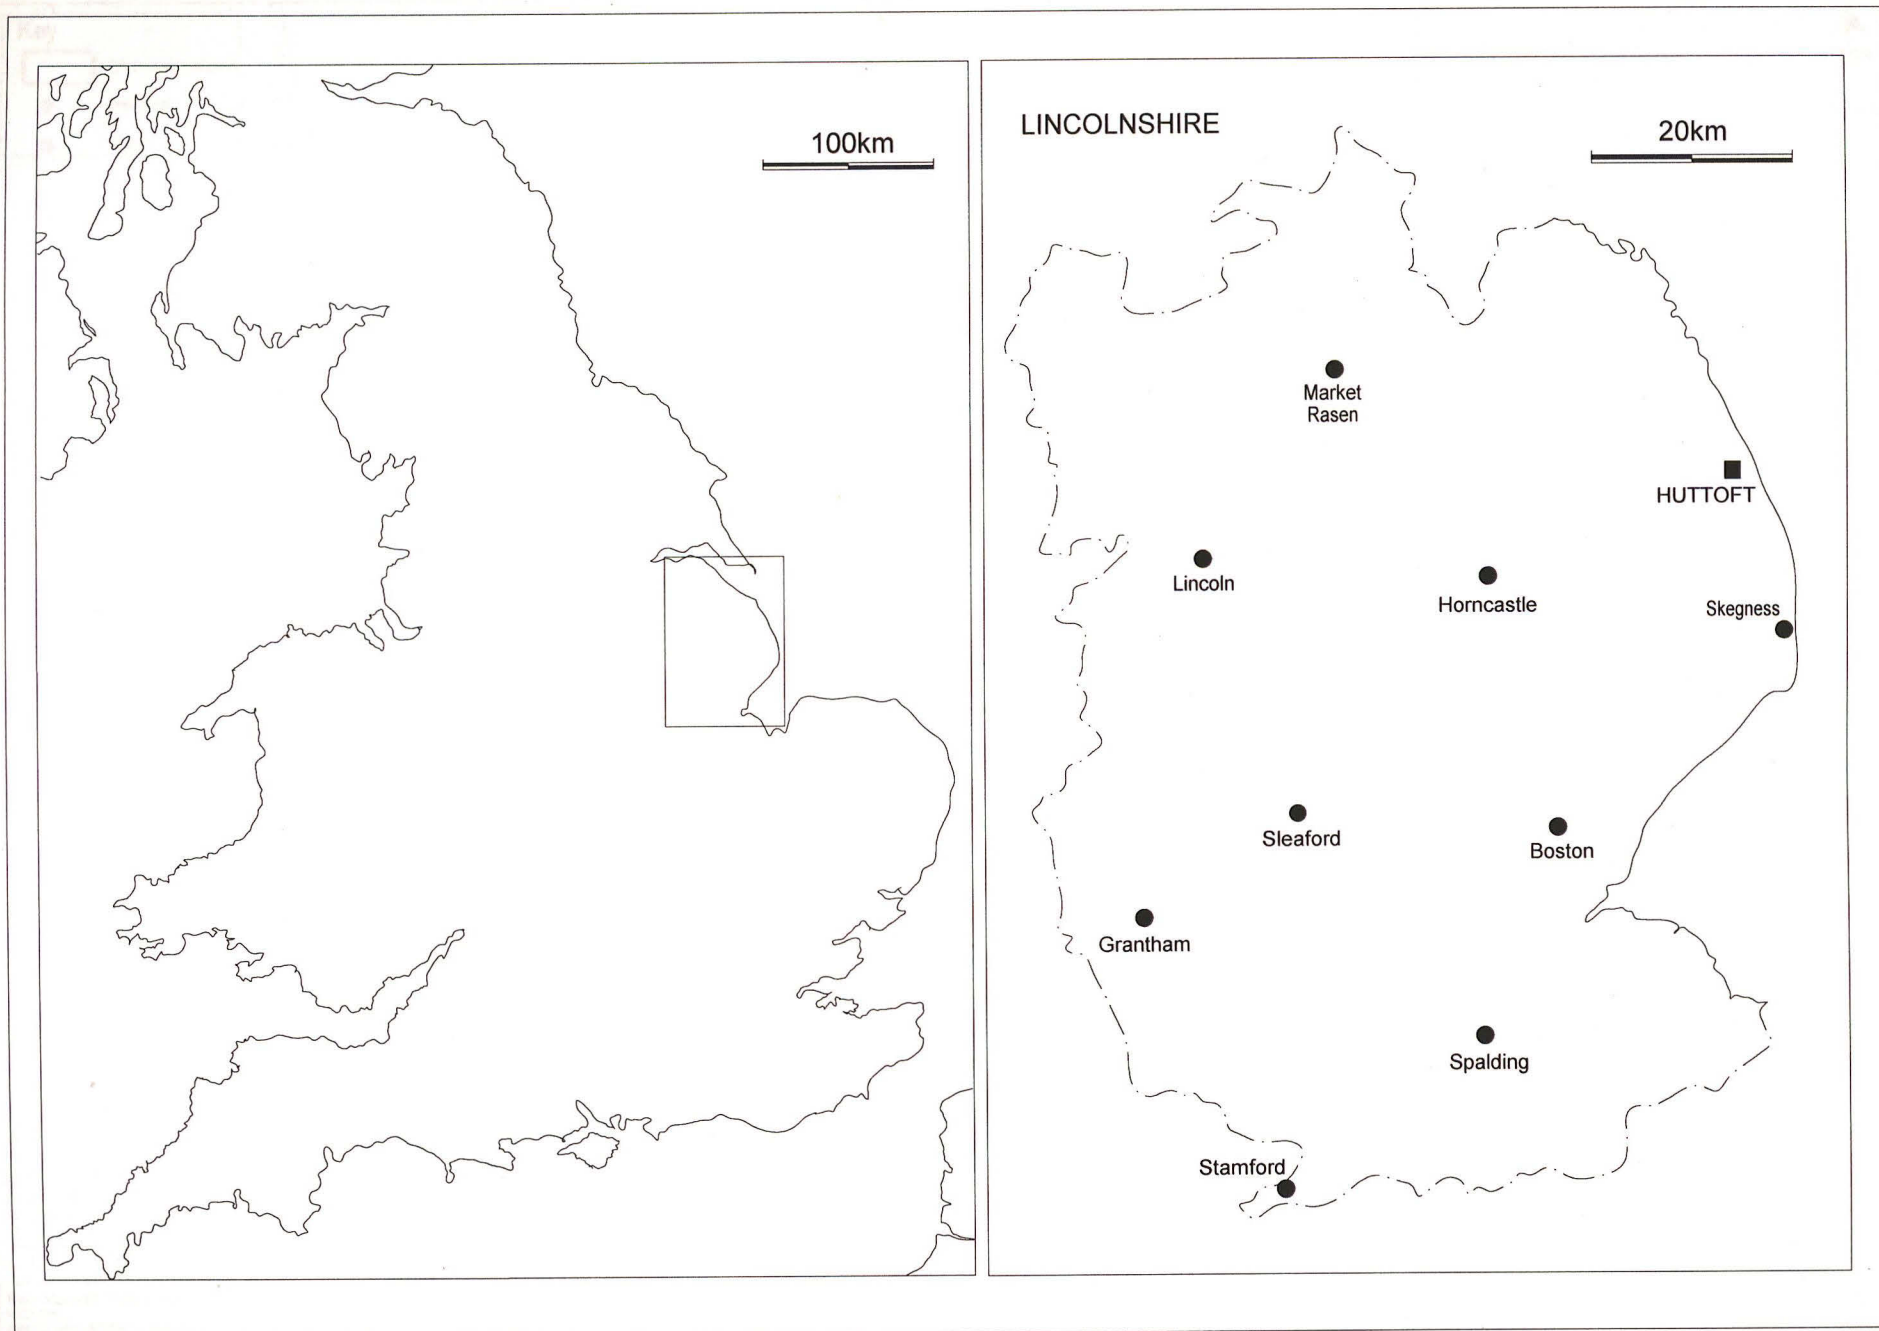 100km
LINCOLNSHIRE
20km
Market
Rasen
HUTTOFT
Lincoln
Horncastle
Skegness
Sleaford
Boston
Grantham
Spalding
Stamford